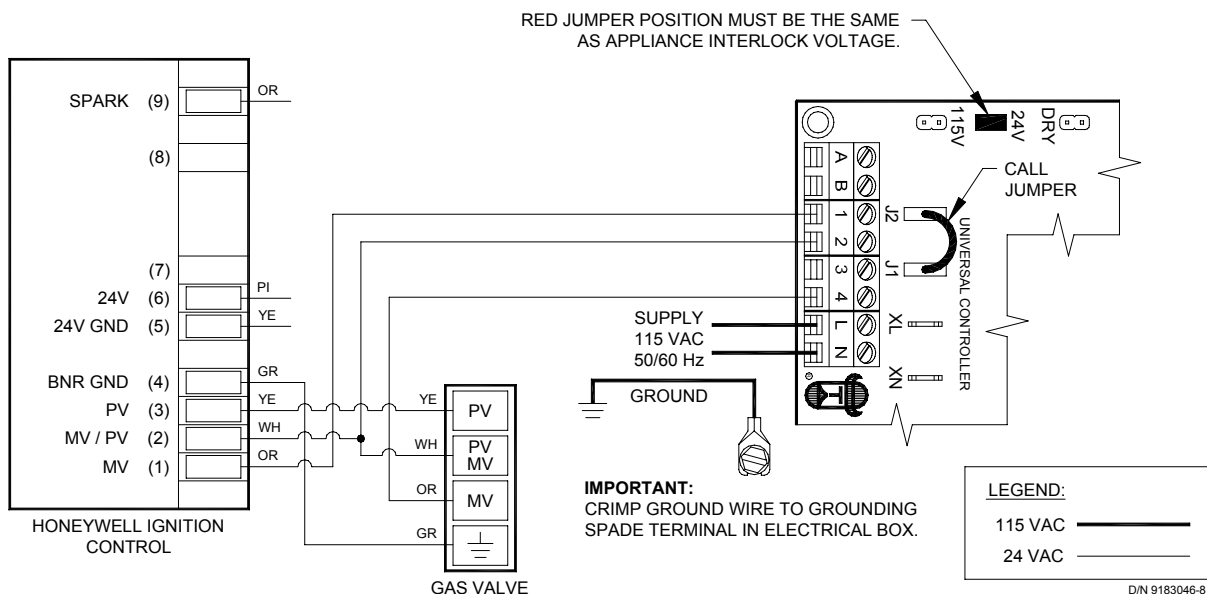 RED JUMPER POSITION MUST BE THE SAME
AS APPLIANCE INTERLOCK VOLTAGE.
SPARK (9)
OR
(8)
(7)
24V (6)
PI
24V GND (5)
YE
BNR GND (4)
GR
PV (3)
YE
MV / PV (2)
WH
MV (1)
OR
HONEYWELL IGNITION
CONTROL
YE
PV
WH
PV
MV
OR
MV
GR
GAS VALVE
115V
24V
DRY
CALL
JUMPER
A
B
1
2
3
4
L
N
J2
J1
UNIVERSAL CONTROLLER
XL
XN
SUPPLY
115 VAC
50/60 Hz
GROUND
IMPORTANT:
CRIMP GROUND WIRE TO GROUNDING
SPADE TERMINAL IN ELECTRICAL BOX.
LEGEND:
115 VAC
24 VAC
D/N 9183046-8